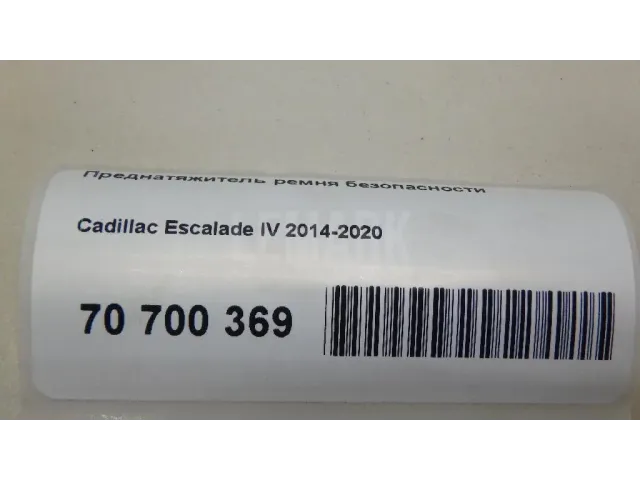 Преднатяжитель ремня безопасности
Cadillac Escalade IV 2014-2020
70 700 369